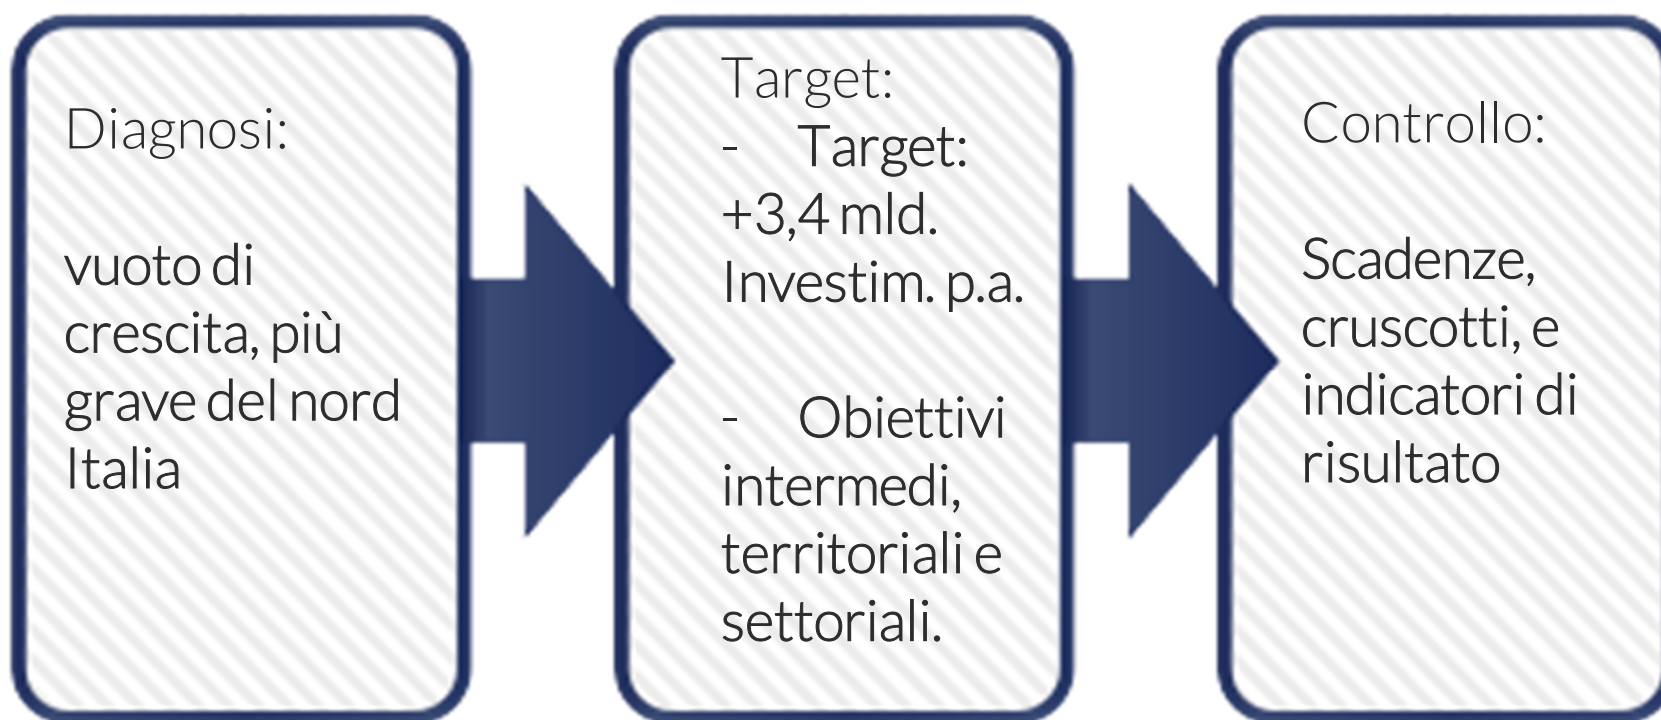 Diagnosi:
vuoto di
crescita, più
grave del nord
Italia
Target:
- Target:
+3,4 mld.
Investim. p.a.
- Obiettivi
intermedi,
territoriali e
settoriali.
Controllo:
Scadenze,
cruscotti, e
indicatori di
risultato